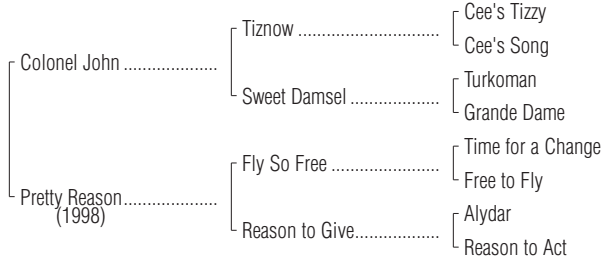 Cee's Tizzy
Tiznow ..................................
Cee's Song
Colonel John ....................
Turkoman
Sweet Damsel .....................
Grande Dame
Time for a Change
Fly So Free .........................
Free to Fly
Pretty Reason....................
(1998)
Alydar
Reason to Give....................
Reason to Act